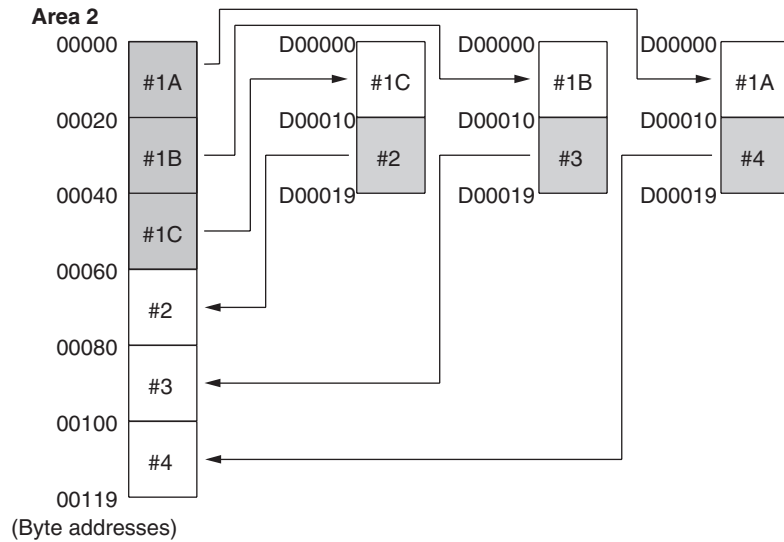 Area 2
00000
#1A
00020
#1B
00040
#1C
00060
#2
00080
#3
00100
#4
00119
(Byte addresses)
D00000
#1C
D00010
#2
D00019
D00000
#1B
D00010
#3
D00019
D00000
#1A
D00010
#4
D00019